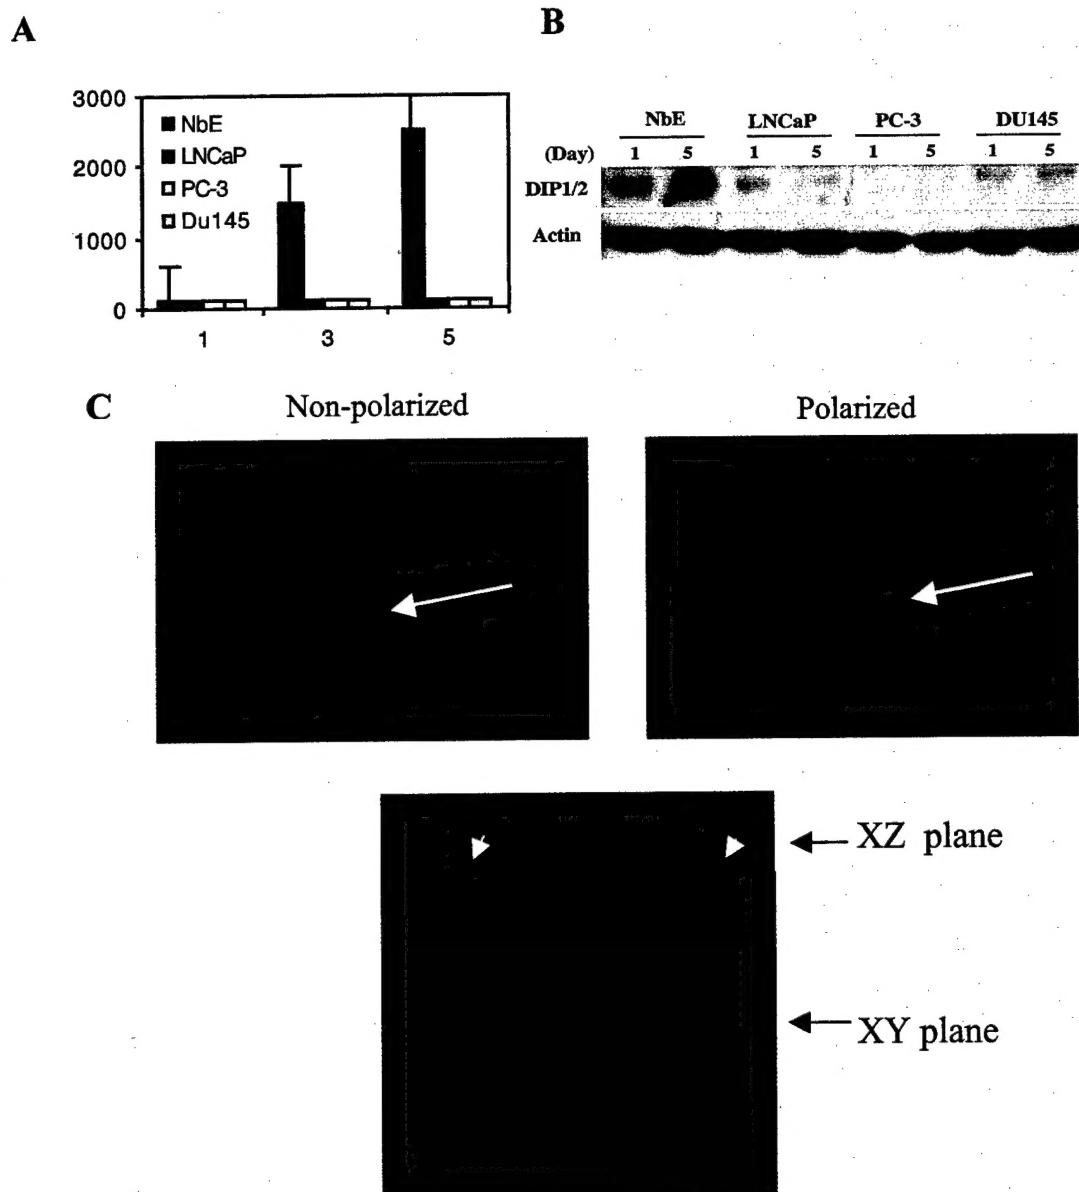 A
3000
2000
1000
0
NbE
LNCaP
PC-3
Du145
1 3 5
B
NbE LNCaP PC-3 DU145
(Day) 1 5 1 5 1 5 1 5
DIP1/2
Actin
C
Non-polarized Polarized
XZ plane
XY plane